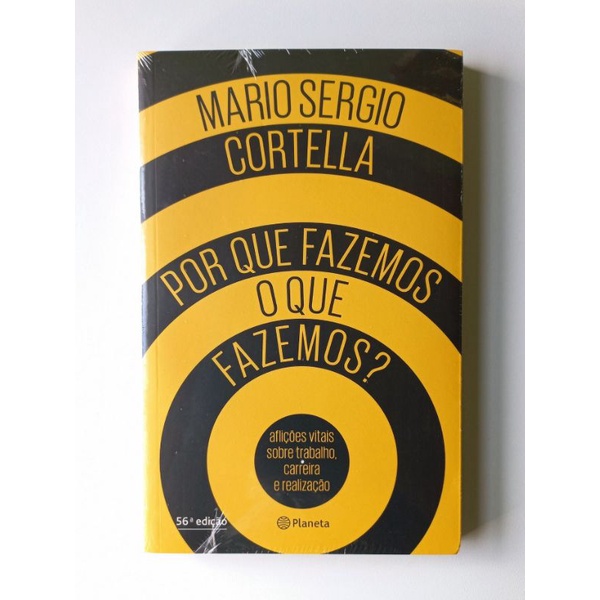 MARIO SERGIO
CORTELLA
POR QUE FAZEMOS
O QUE
FAZEMOS?
aflições vitais
sobre trabalho,
carreira
e realização
56ª edição
Planeta